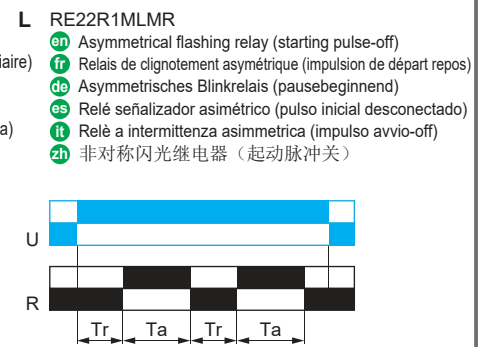 L RE22R1MLMR
en Asymmetrical flashing relay (starting pulse-off)
iaire) fr Relais de clignotement asymétrique (impulsion de départ repos)
de Asymmetrisches Blinkrelais (pausebeginnend)
es Relé señalizador asimétrico (pulso inicial desconectado)
a) it Relè a intermittenza asimmetrica (impulso avvio-off)
zh 非对称闪光继电器（起动脉冲关）
U
R
Tr Ta Tr Ta